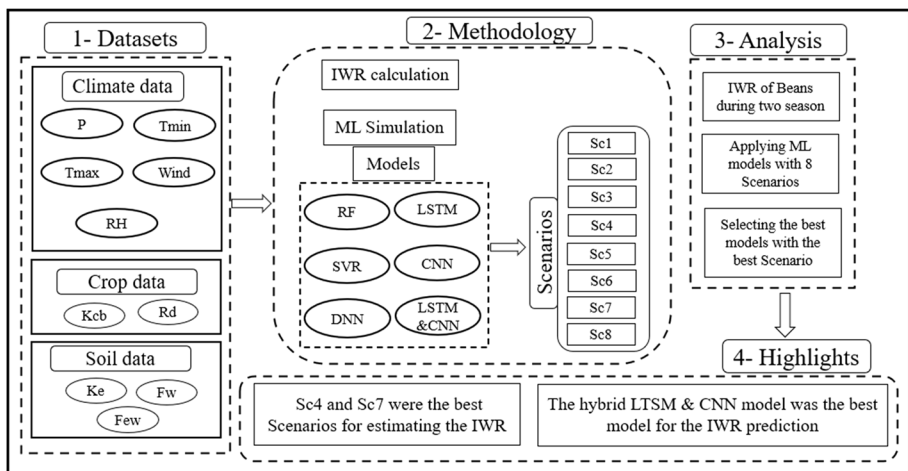 1- Datasets
Climate data
P
Tmin
Tmax
Wind
RH
Crop data
Kcb
Rd
Soil data
Ke
Fw
Few
2- Methodology
IWR calculation
ML Simulation
Models
RF
LSTM
SVR
CNN
DNN
LSTM
&CNN
Scenarios
Sc1
Sc2
Sc3
Sc4
Sc5
Sc6
Sc7
Sc8
3- Analysis
IWR of Beans
during two season
Applying ML
models with 8
Scenarios
Selecting the best
models with the
best Scenario
4- Highlights
Sc4 and Sc7 were the best
Scenarios for estimating the IWR
The hybrid LTSM & CNN model was the best
model for the IWR prediction